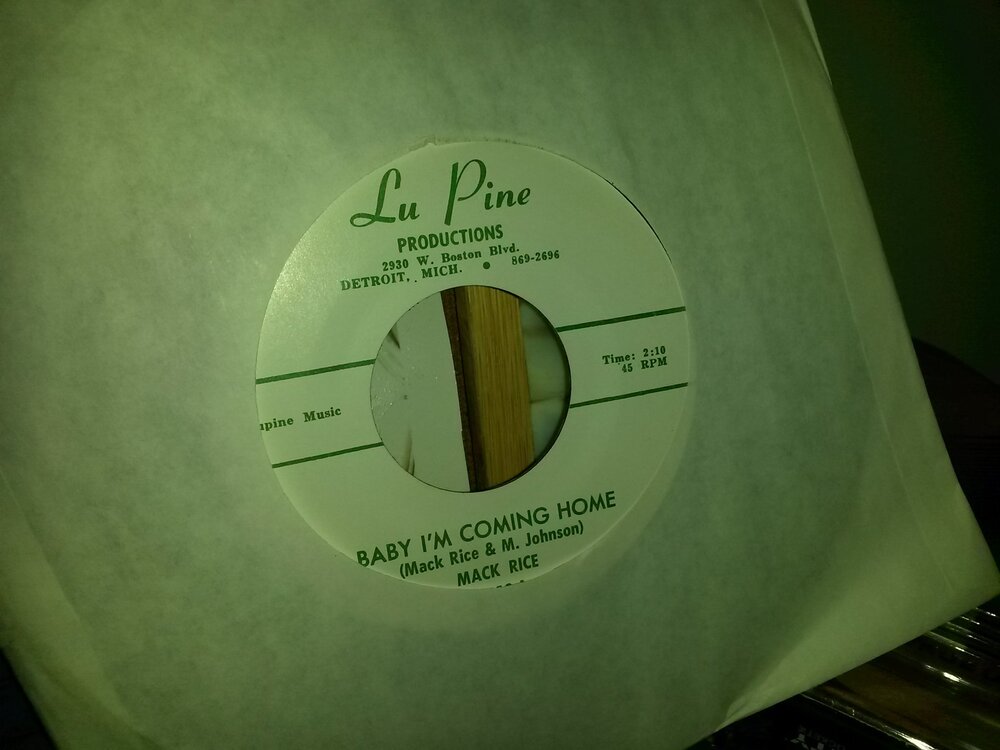 Lu Pine
PRODUCTIONS
2930 W. Boston Blvd.
DETROIT, MICH. • 869-2696
Time: 2:10
45 RPM
Music
BABY I'M COMING HOME
(Mack Rice & M. Johnson)
MACK RICE